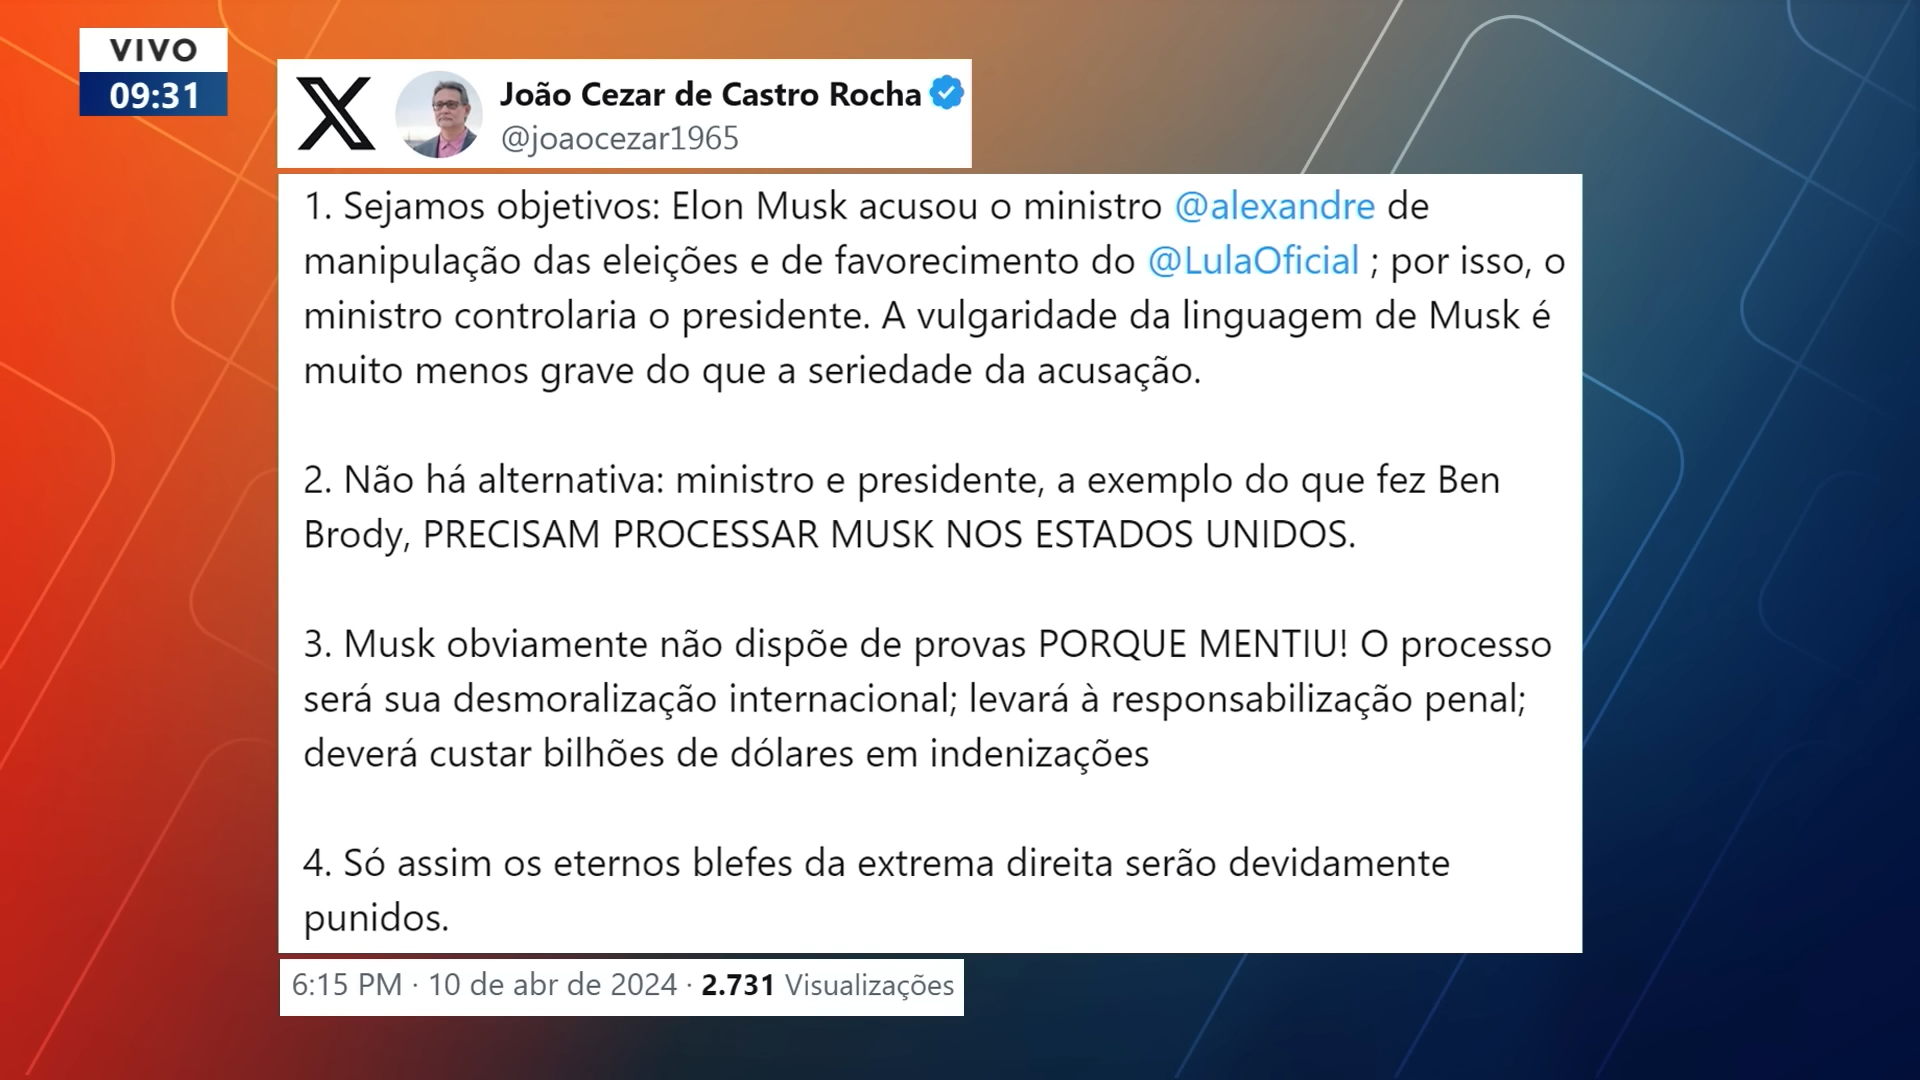 VIVO
09:31
João Cezar de Castro Rocha
@joaocezar1965
1. Sejamos objetivos: Elon Musk acusou o ministro @alexandre de
manipulação das eleições e de favorecimento do @LulaOficial ; por isso, o
ministro controlaria o presidente. A vulgaridade da linguagem de Musk é
muito menos grave do que a seriedade da acusação.
2. Não há alternativa: ministro e presidente, a exemplo do que fez Ben
Brody, PRECISAM PROCESSAR MUSK NOS ESTADOS UNIDOS.
3. Musk obviamente não dispõe de provas PORQUE MENTIU! O processo
será sua desmoralização internacional; levará à responsabilização penal;
deverá custar bilhões de dólares em indenizações
4. Só assim os eternos blefes da extrema direita serão devidamente
punidos.
6:15 PM · 10 de abr de 2024 · 2.731 Visualizações